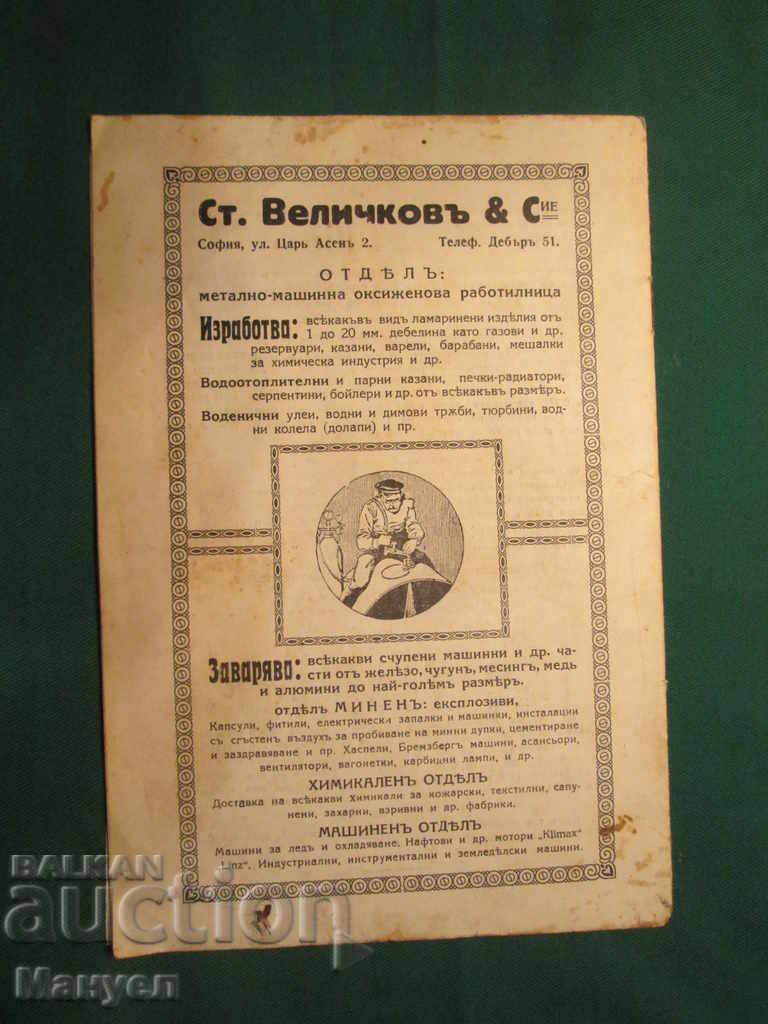 Ст. Величковъ & Сие
София, ул. Царь Асенъ 2. Телеф. Дебъръ 51.
ОТДѢЛЪ:
метално-машинна оксиженова работилница
Изработва: всѣкакъвъ видъ ламаринени изделия отъ
1 до 20 мм. дебелина като газови и др.
резервуари, казани, варели, барабани, мешалки
за химическа индустрия и др.
Водоотоплителни и парни казани, печки-радиатори,
серпентини, бойлери и др. отъ всѣкакъвъ размѣръ.
Воденични улеи, водни и димови трѫби, тюрбини, вод-
ни колела (долапи) и пр.
Заварява: всѣкакви счупени машинни и др. ча-
сти отъ желѣзо, чугунъ, месингъ, медь
и алюмини до най-голѣмъ размѣръ.
отдѣлъ МИНЕНЪ: експлозиви,
Капсули, фитили, електрически запалки и машинки, инсталации
съ сгъстенъ въздухъ за пробиване на минни дупки, цементиране
и заздравяване и пр. Хаспели, Бремзбергъ машини, асансьори,
вентилятори, вагонетки, карбидни лампи, и др.
ХИМИКАЛЕНЪ ОТДѢЛЪ
Доставка на всѣкакви химикали за кожарски, текстилни, сапу-
нени, захарни, взривни и др. фабрики.
МАШИНЕНЪ ОТДѢЛЪ
Машини за ледъ и охладяване. Нафтови и др. мотори „Klimax“
„Linz“. Индустриални, инструментални и земледѣлски машини.
BALKAN
auction
Мануел